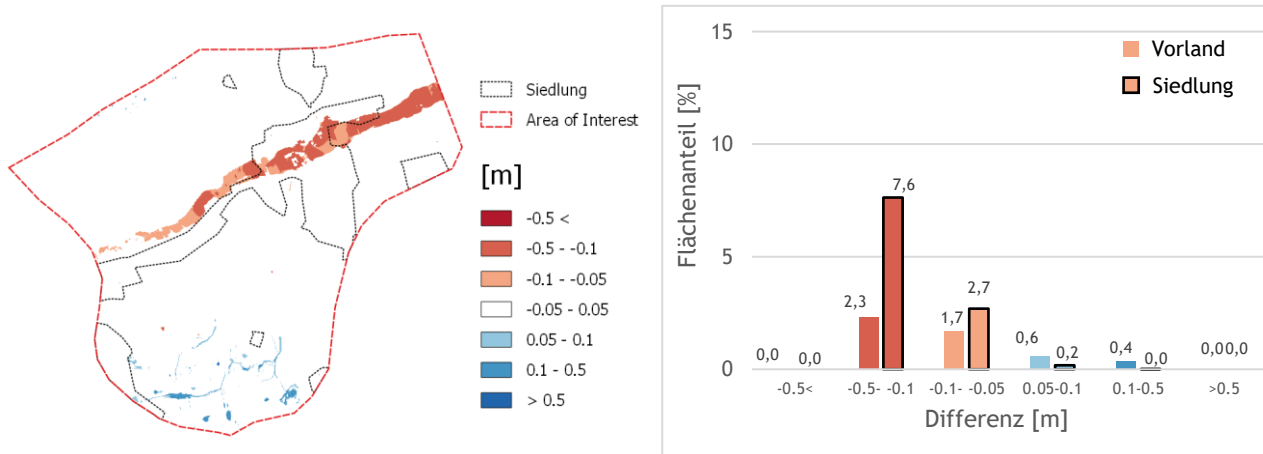 Siedlung
Area of Interest
[m]
-0.5 <
-0.5 - -0.1
-0.1 - -0.05
-0.05 - 0.05
0.05 - 0.1
0.1 - 0.5
> 0.5
Flächenanteil [%]
15
10
5
0
Vorland
Siedlung
0,0
0,0
2,3
7,6
1,7
2,7
0,6
0,2
0,4
0,0
0,0
0,0
-0.5<
-0.5- -0.1
-0.1- -0.05
0.05-0.1
0.1-0.5
>0.5
Differenz [m]